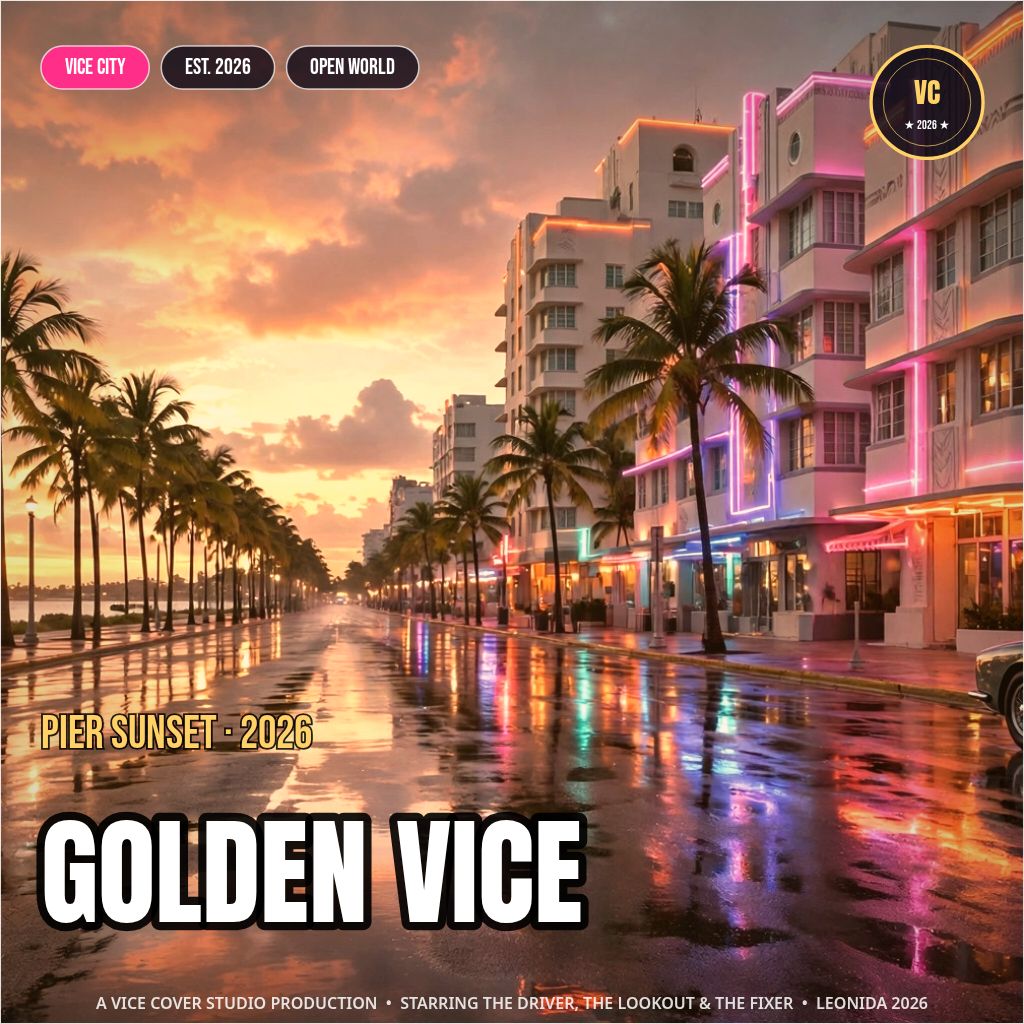 VICE CITY
EST. 2026
OPEN WORLD
VC
★ 2026 ★
PIER SUNSET · 2026
GOLDEN VICE
A VICE COVER STUDIO PRODUCTION • STARRING THE DRIVER, THE LOOKOUT & THE FIXER • LEONIDA 2026